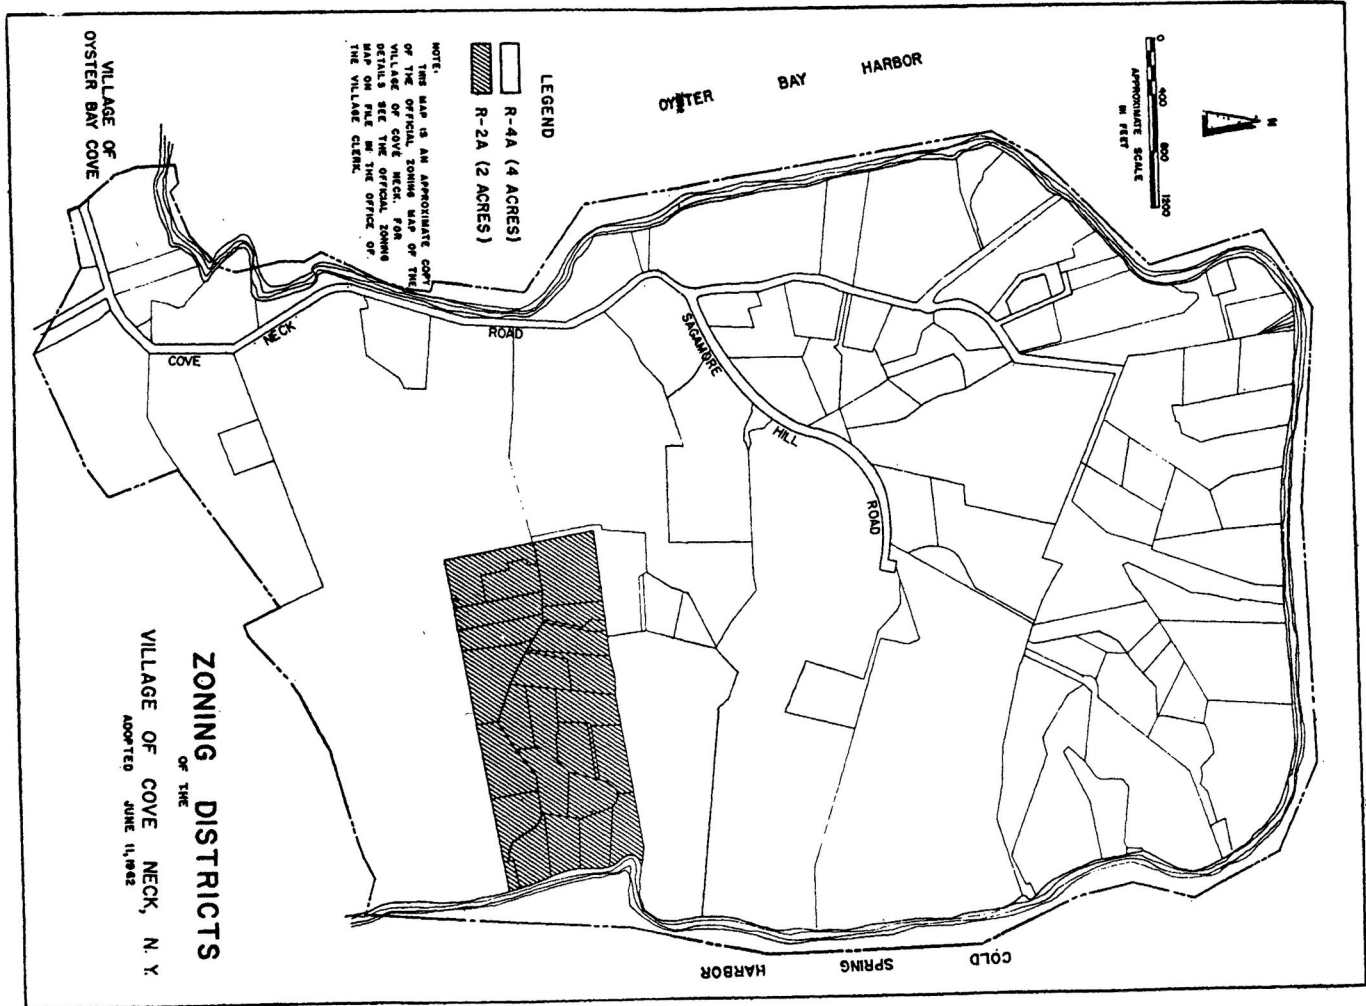 ZONING DISTRICTS
OF THE
VILLAGE OF COVE NECK, N. Y.
ADOPTED JUNE 11, 1962
LEGEND
R-4A (4 ACRES)
R-2A (2 ACRES)
NOTE:
THIS MAP IS AN APPROXIMATE COPY
OF THE OFFICIAL ZONING MAP OF THE
VILLAGE OF COVE NECK. FOR
DETAILS SEE THE OFFICIAL ZONING
MAP ON FILE IN THE OFFICE OF
THE VILLAGE CLERK.
VILLAGE OF
OYSTER BAY COVE
OYSTER BAY HARBOR
N
0 400 800 1200
APPROXIMATE SCALE
IN FEET
COVE NECK ROAD
SAGAMORE HILL ROAD
COLD SPRING HARBOR